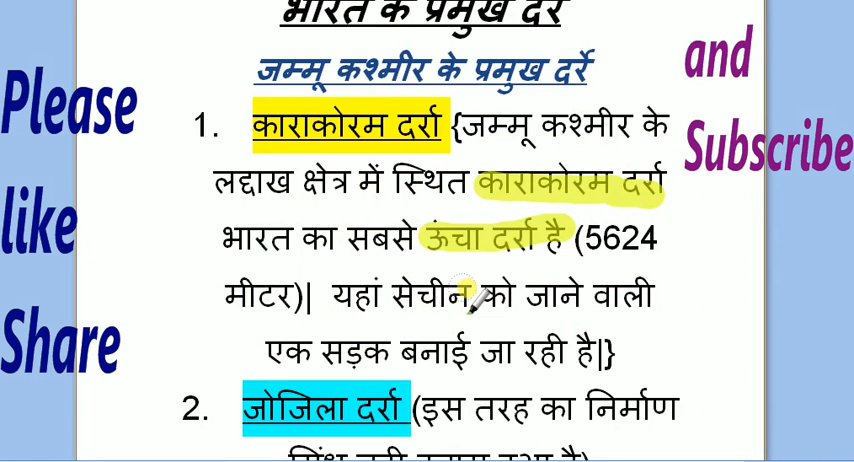 भारत के प्रमुख दर्रे
जम्मू कश्मीर के प्रमुख दर्रे
1. काराकोरम दर्रा {जम्मू कश्मीर के
लद्दाख क्षेत्र में स्थित काराकोरम दर्रा
भारत का सबसे ऊंचा दर्रा है (5624
मीटर)| यहां सेचीन को जाने वाली
एक सड़क बनाई जा रही है|}
2. जोजिला दर्रा (इस तरह का निर्माण
Please
like
Share
and
Subscribe